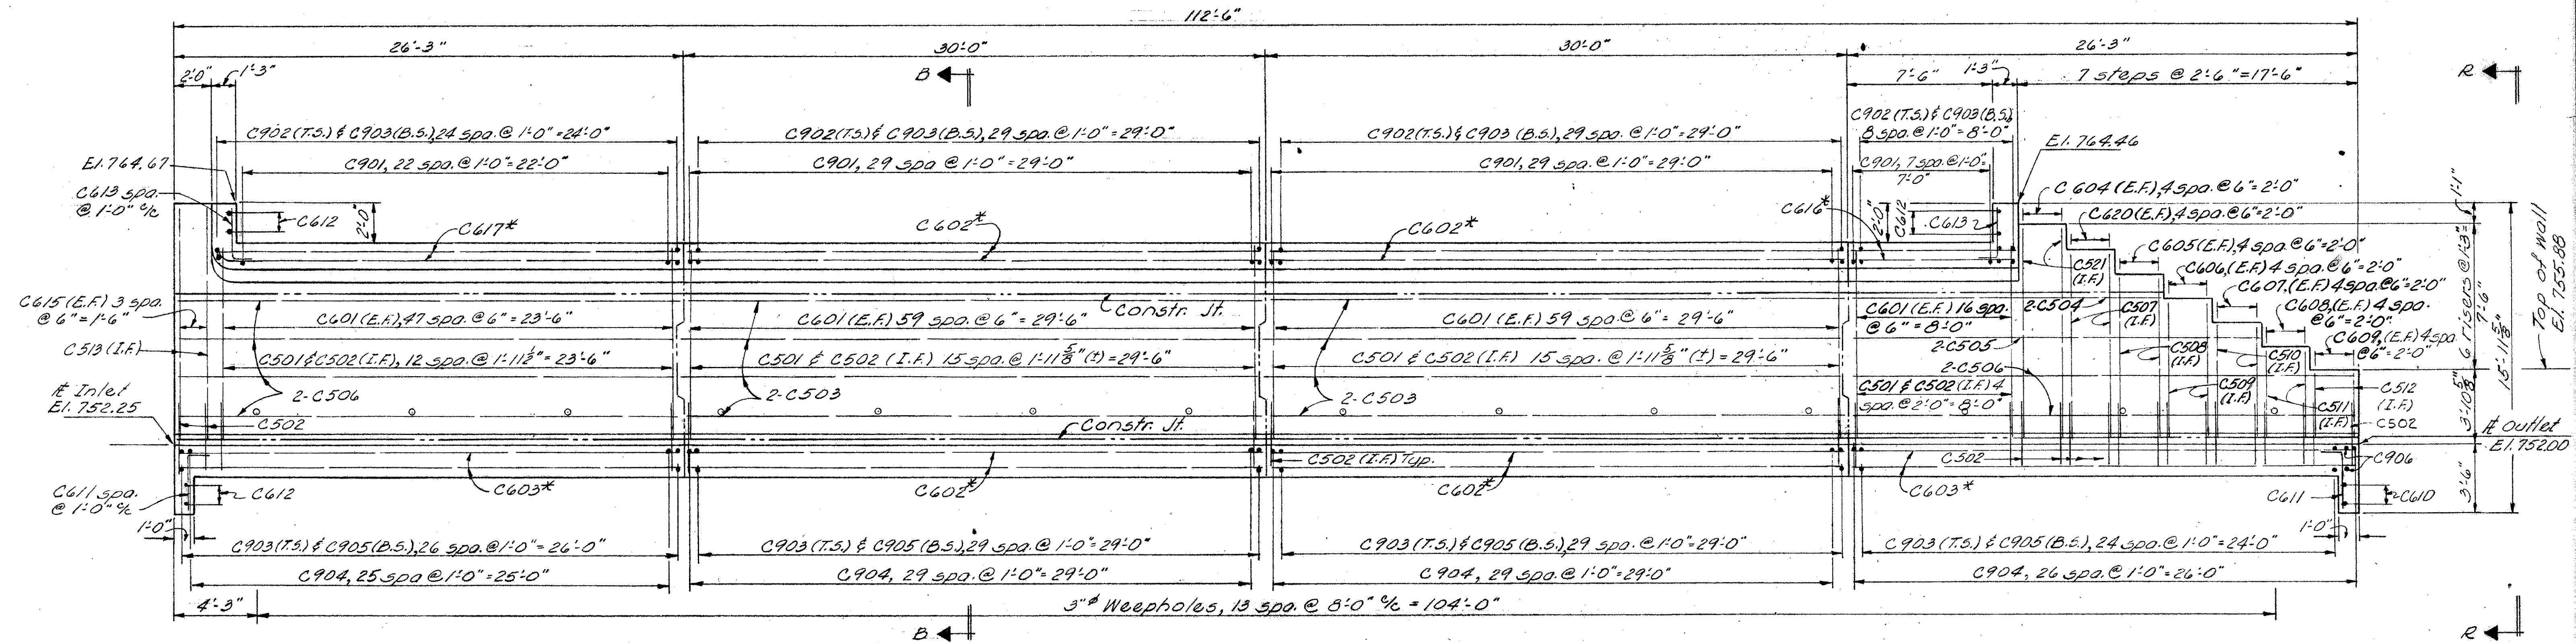 112'-6"
26'-3"
30'-0"
30'-0"
26'-3"
2'-0"
1'-3"
B
7'-6"
1'-3"
7 steps @ 2'-6"=17'-6"
R
C902(T.S.) & C903(B.S.), 24 spa. @ 1'-0"=24'-0"
C902(T.S.) & C903(B.S.), 29 spa. @ 1'-0"=29'-0"
C902(T.S.) & C903(B.S.), 29 spa. @ 1'-0"=29'-0"
C902(T.S.) & C903(B.S.)
8 spa. @ 1'-0"=8'-0"
El. 764.67
C901, 22 spa. @ 1'-0"=22'-0"
C901, 29 spa @ 1'-0"=29'-0"
C901, 29 spa. @ 1'-0"=29'-0"
C901, 7 spa. @ 1'-0"=
7'-0"
El. 764.46
C613 spa.
@ 1'-0" c/c
C612
2'-0"
C617*
C602*
C602*
C616*
2'-0"
C612
C613
C604 (E.F.), 4 spa. @ 6"=2'-0"
C620 (E.F.), 4 spa. @ 6"=2'-0"
C605 (E.F.), 4 spa. @ 6"=2'-0"
C606, (E.F.) 4 spa. @ 6"=2'-0"
C607, (E.F.) 4 spa. @ 6"=2'-0"
C608, (E.F.) 4 spa.
@ 6"=2'-0"
C609, (E.F.) 4 spa
@ 6"=2'-0"
1'-1"
6 risers @ 1'-3"=
7'-6"
15'-11 5/8"
3'-10 5/8"
3'-6"
Top of Wall
El. 755.88
C521
(I.F.)
C615 (E.F.) 3 spa.
@ 6"=1'-6"
Constr. Jt.
C601 (E.F.), 47 spa. @ 6"=23'-6"
C601 (E.F.) 59 spa. @ 6"=29'-6"
C601 (E.F.) 59 spa. @ 6"=29'-6"
C601 (E.F.) 16 spa.
@ 6"=8'-0"
2-C504
C507
(I.F.)
C513 (I.F.)
C501 & C502 (I.F.), 12 spa. @ 1'-11 1/2"=23'-6"
C501 & C502 (I.F.) 15 spa. @ 1'-11 5/8" (±)=29'-6"
C501 & C502 (I.F.) 15 spa. @ 1'-11 5/8" (±)=29'-6"
2-C505
C508
(I.F.)
C510
(I.F.)
2-C506
₧ Inlet
El. 752.25
2-C506
2-C503
2-C503
C501 & C502 (I.F.) 4
spa. @ 2'-0"=8'-0"
C509
(I.F.)
C512
(I.F.)
C511
(I.F.)
C502
C502
Constr. Jt.
Outlet
El. 752.00
C502 (I.F.) Typ.
C502
C906
C611 spa.
@ 1'-0" c/c
C612
C603*
C602*
C602*
C603*
C611
C610
1'-0"
1'-0"
C903(T.S.) & C905(B.S.), 26 spa. @ 1'-0"=26'-0"
C903(T.S.) & C905(B.S.), 29 spa. @ 1'-0"=29'-0"
C903(T.S.) & C905(B.S.), 29 spa. @ 1'-0"=29'-0"
C903(T.S.) & C905(B.S.), 24 spa. @ 1'-0"=24'-0"
C904, 25 spa @ 1'-0"=25'-0"
C904, 29 spa. @ 1'-0"=29'-0"
C904, 29 spa. @ 1'-0"=29'-0"
C904, 26 spa. @ 1'-0"=26'-0"
4'-3"
3"ø Weepholes, 13 spa. @ 8'-0" c/c = 104'-0"
B
R